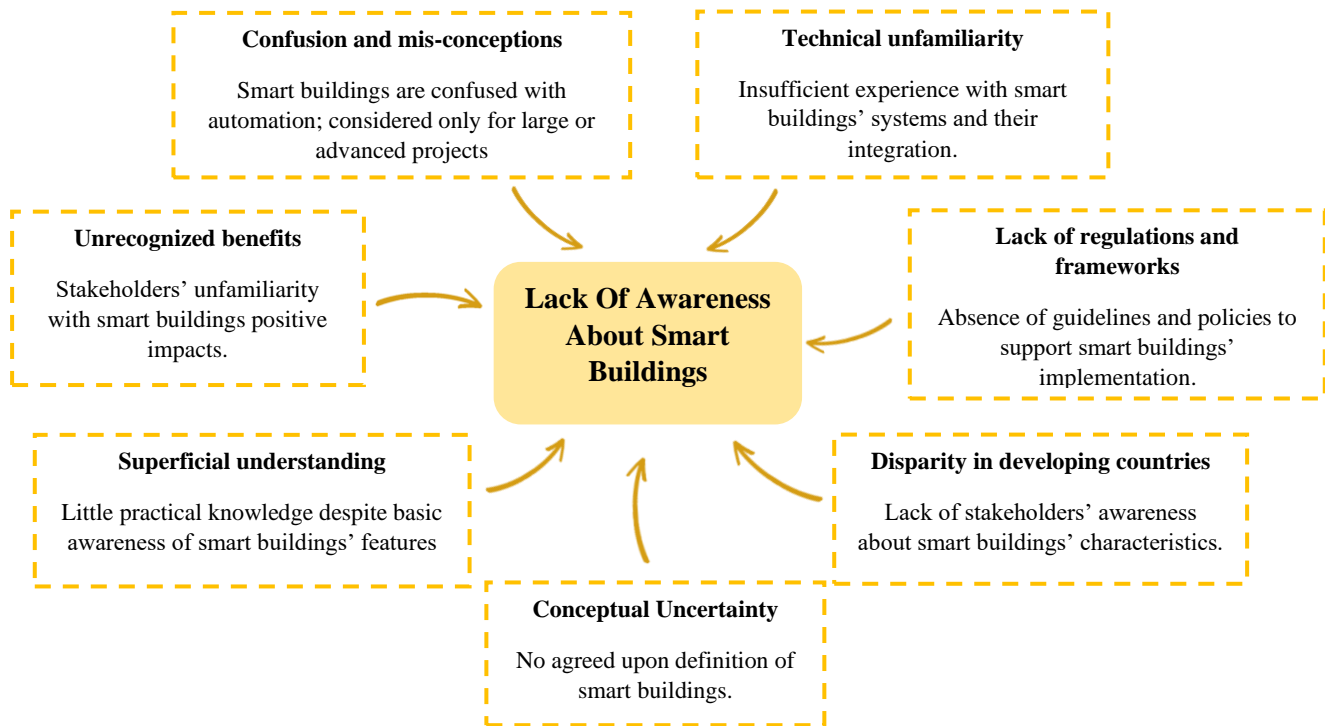 Confusion and mis-conceptions
Smart buildings are confused with
automation; considered only for large or
advanced projects
Technical unfamiliarity
Insufficient experience with smart
buildings’ systems and their
integration.
Unrecognized benefits
Stakeholders’ unfamiliarity
with smart buildings positive
impacts.
Lack Of Awareness
About Smart
Buildings
Lack of regulations and
frameworks
Absence of guidelines and policies to
support smart buildings’
implementation.
Superficial understanding
Little practical knowledge despite basic
awareness of smart buildings’ features
Disparity in developing countries
Lack of stakeholders’ awareness
about smart buildings’ characteristics.
Conceptual Uncertainty
No agreed upon definition of
smart buildings.